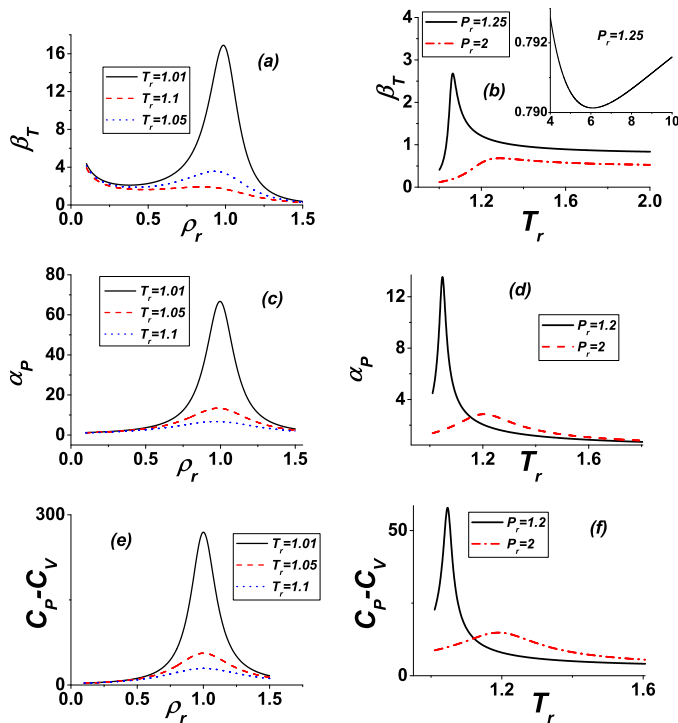 (a)
T_r=1.01
T_r=1.1
T_r=1.05
β_T
16
12
8
4
0
0.0
0.5
1.0
1.5
ρ_r
(b)
P_r=1.25
P_r=2
β_T
4
3
2
1
0
1.2
1.6
2.0
T_r
P_r=1.25
0.792
0.790
4
6
8
10
(c)
T_r=1.01
T_r=1.05
T_r=1.1
α_P
80
60
40
20
0
0.0
0.5
1.0
1.5
ρ_r
(d)
P_r=1.2
P_r=2
α_P
12
9
6
3
1.2
1.6
T_r
(e)
T_r=1.01
T_r=1.05
T_r=1.1
C_P-C_V
300
150
0
0.0
0.5
1.0
1.5
ρ_r
(f)
P_r=1.2
P_r=2
C_P-C_V
50
25
0
1.2
1.6
T_r